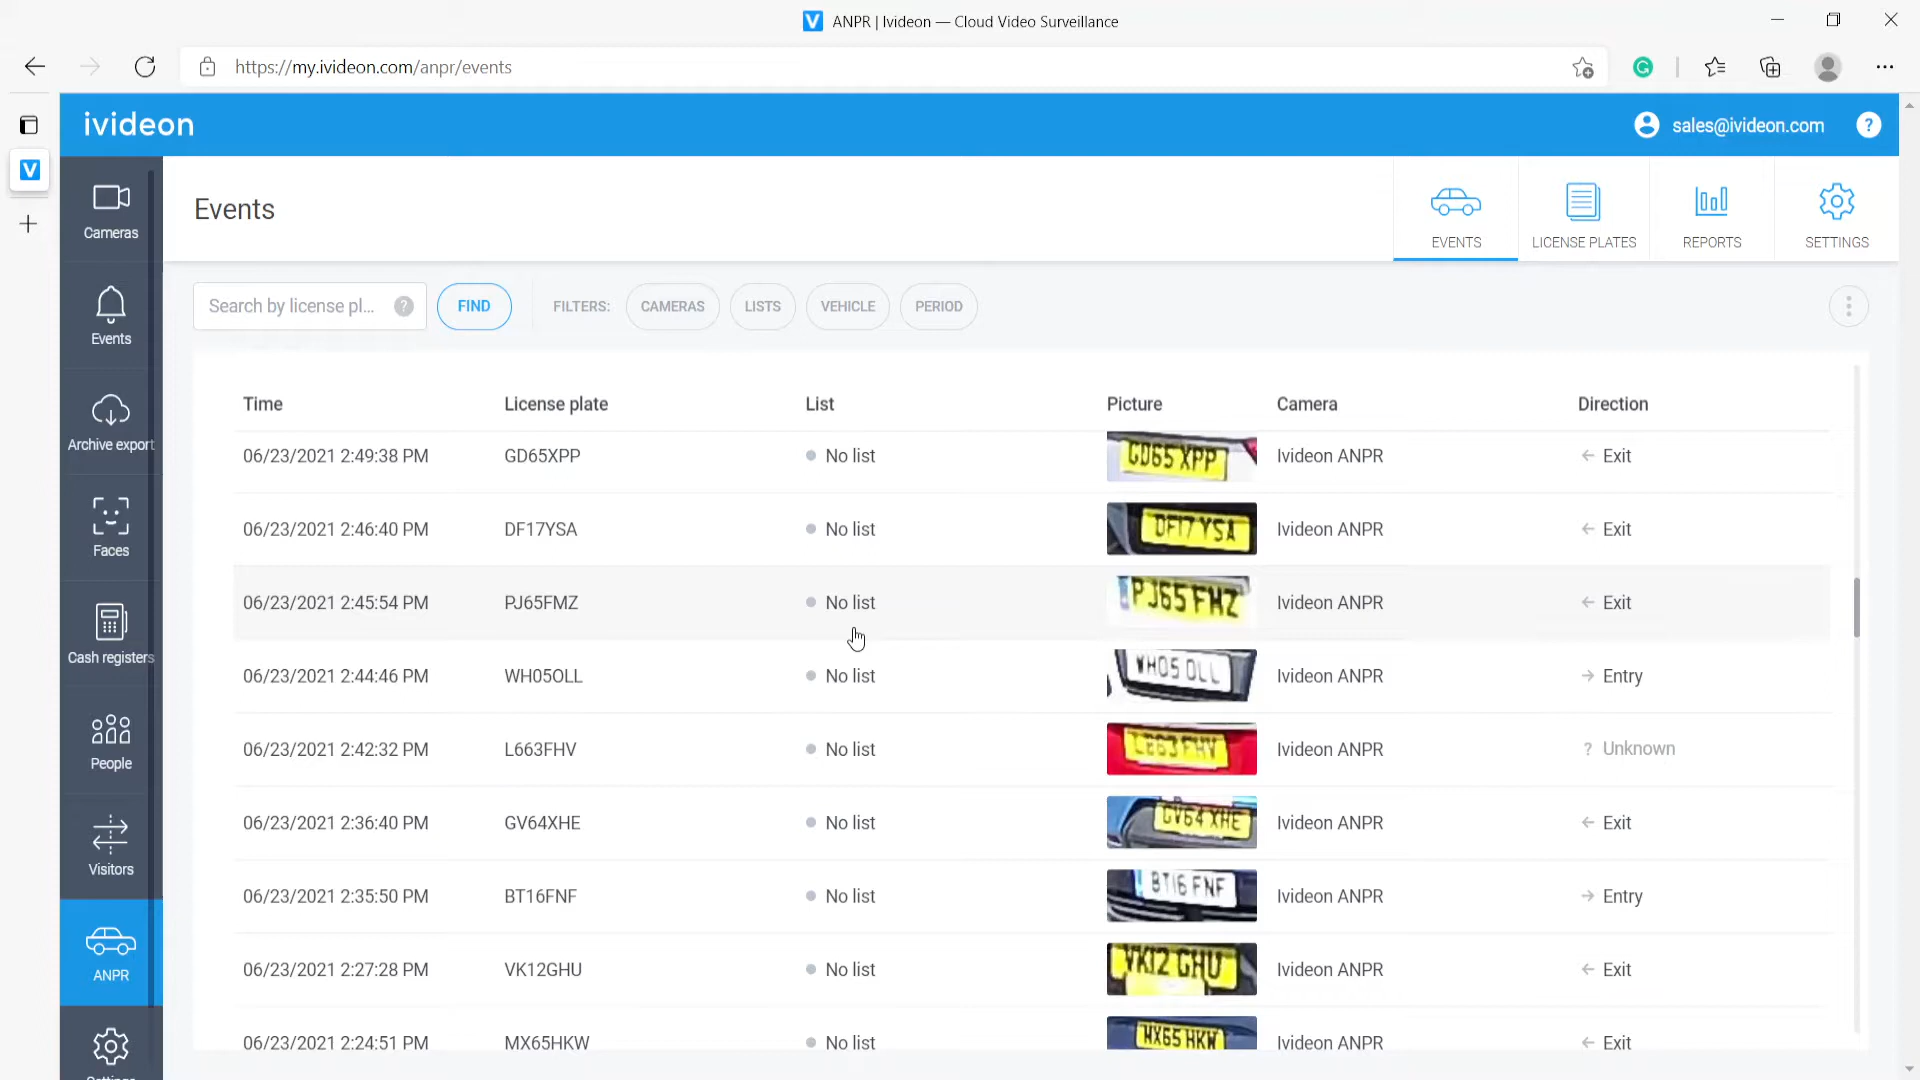 ANPR | Ivideon — Cloud Video Surveillance
https://my.ivideon.com/anpr/events
ivideon
sales@ivideon.com
Cameras
Events
Archive export
Faces
Cash registers
People
Visitors
ANPR
Events
EVENTS
LICENSE PLATES
REPORTS
SETTINGS
Search by license pl... ?
FIND
FILTERS: CAMERAS LISTS VEHICLE PERIOD
Time License plate List Picture Camera Direction
06/23/2021 2:49:38 PM GD65XPP No list GD65 XPP Ivideon ANPR ← Exit
06/23/2021 2:46:40 PM DF17YSA No list DF17 YSA Ivideon ANPR ← Exit
06/23/2021 2:45:54 PM PJ65FMZ No list PJ65 FMZ Ivideon ANPR ← Exit
06/23/2021 2:44:46 PM WH05OLL No list WH05 OLL Ivideon ANPR → Entry
06/23/2021 2:42:32 PM L663FHV No list Ivideon ANPR ? Unknown
06/23/2021 2:36:40 PM GV64XHE No list GV64 XHE Ivideon ANPR ← Exit
06/23/2021 2:35:50 PM BT16FNF No list BT16 FNF Ivideon ANPR → Entry
06/23/2021 2:27:28 PM VK12GHU No list VK12 GHU Ivideon ANPR ← Exit
06/23/2021 2:24:51 PM MX65HKW No list MX65 HKW Ivideon ANPR ← Exit